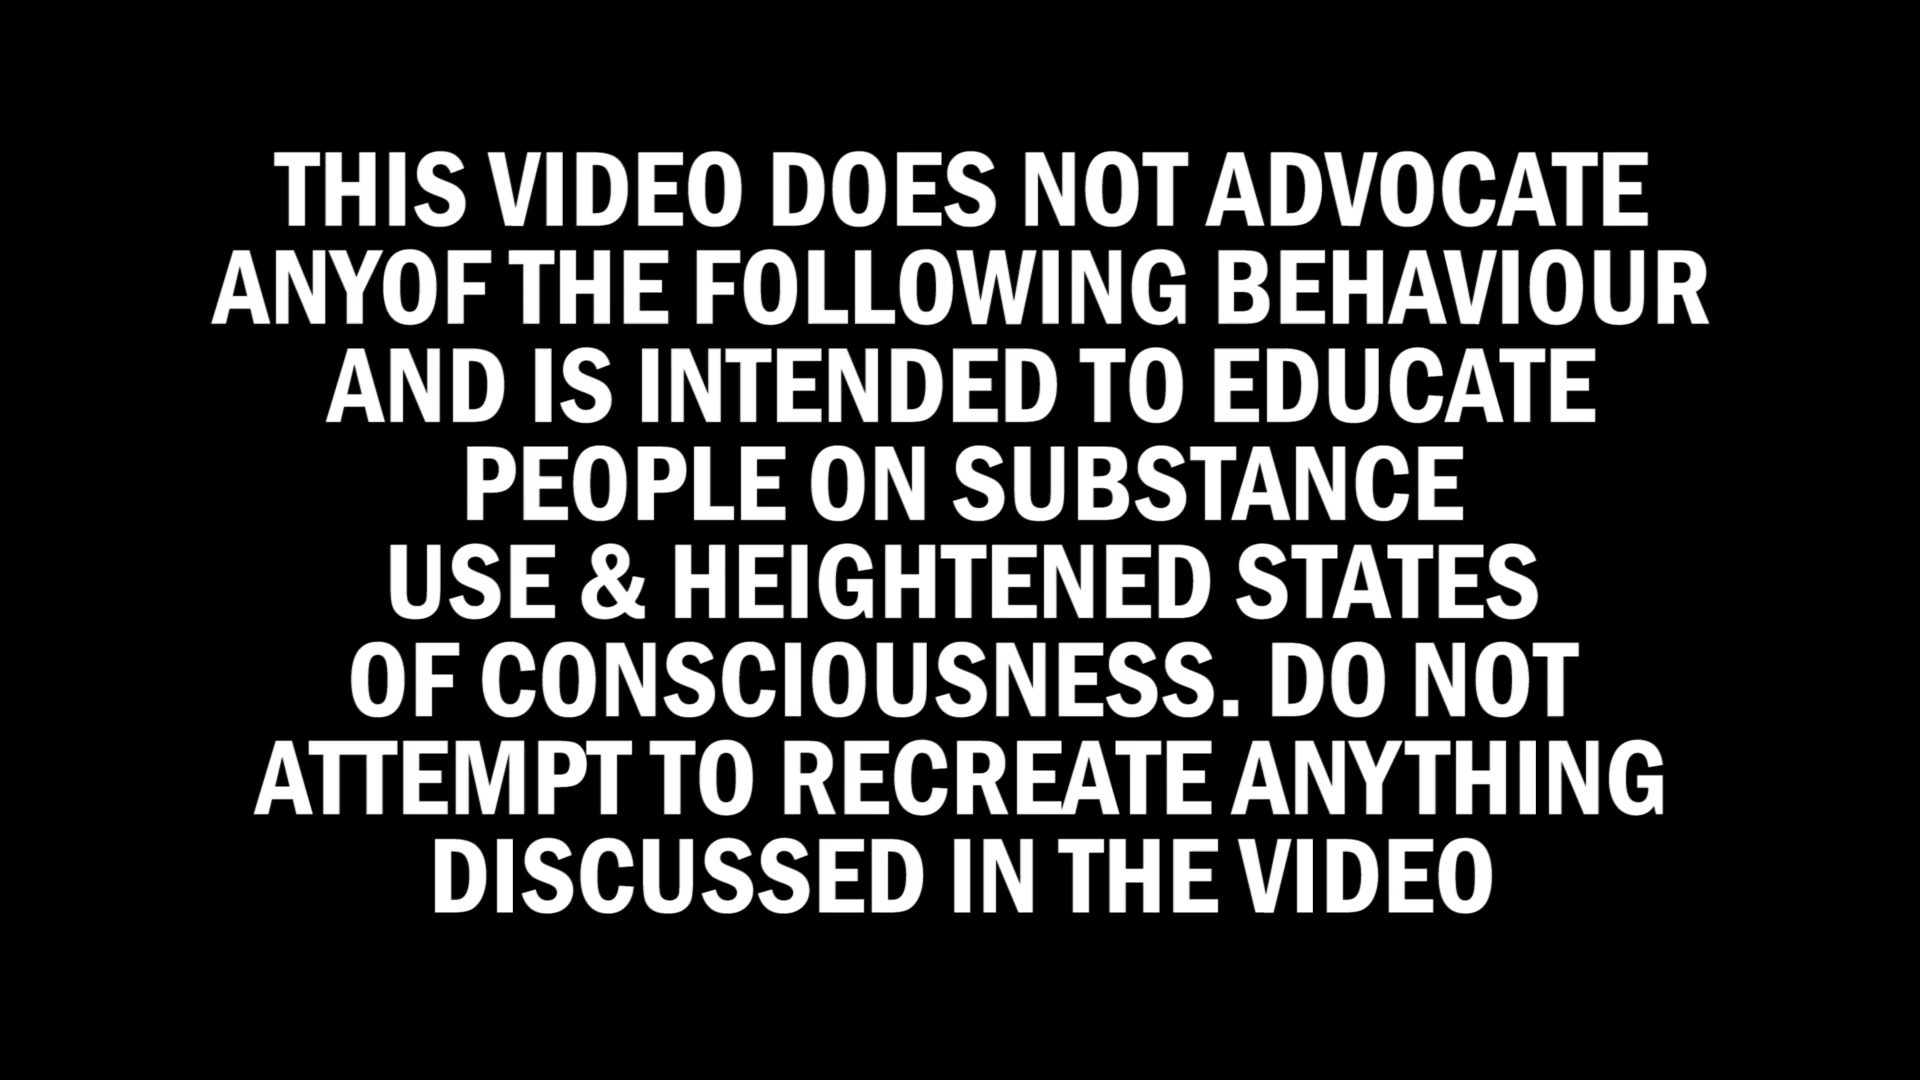 THIS VIDEO DOES NOT ADVOCATE
ANYOF THE FOLLOWING BEHAVIOUR
AND IS INTENDED TO EDUCATE
PEOPLE ON SUBSTANCE
USE & HEIGHTENED STATES
OF CONSCIOUSNESS. DO NOT
ATTEMPT TO RECREATE ANYTHING
DISCUSSED IN THE VIDEO